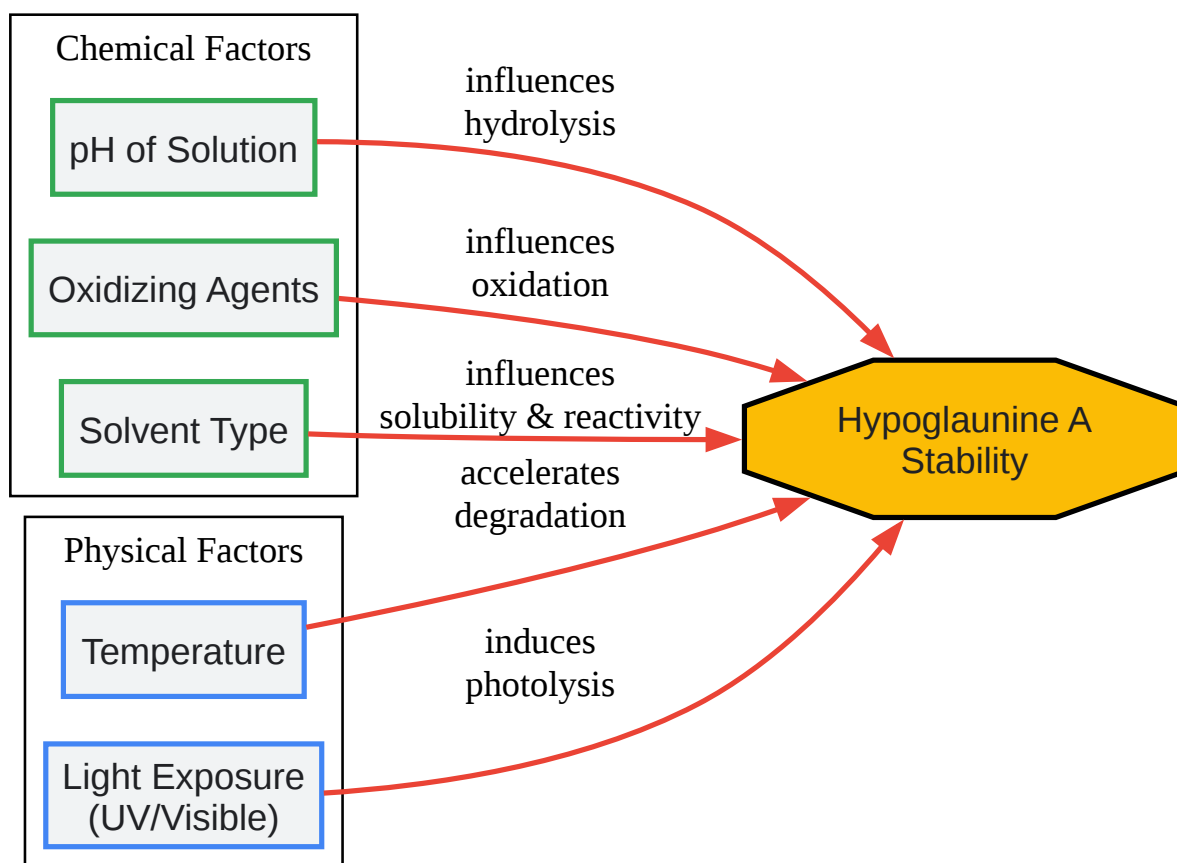 Chemical Factors
pH of Solution
Oxidizing Agents
Solvent Type
influences
hydrolysis
influences
oxidation
influences
solubility & reactivity
accelerates
degradation
induces
photolysis
Hypoglaunine A
Stability
Physical Factors
Temperature
Light Exposure
(UV/Visible)